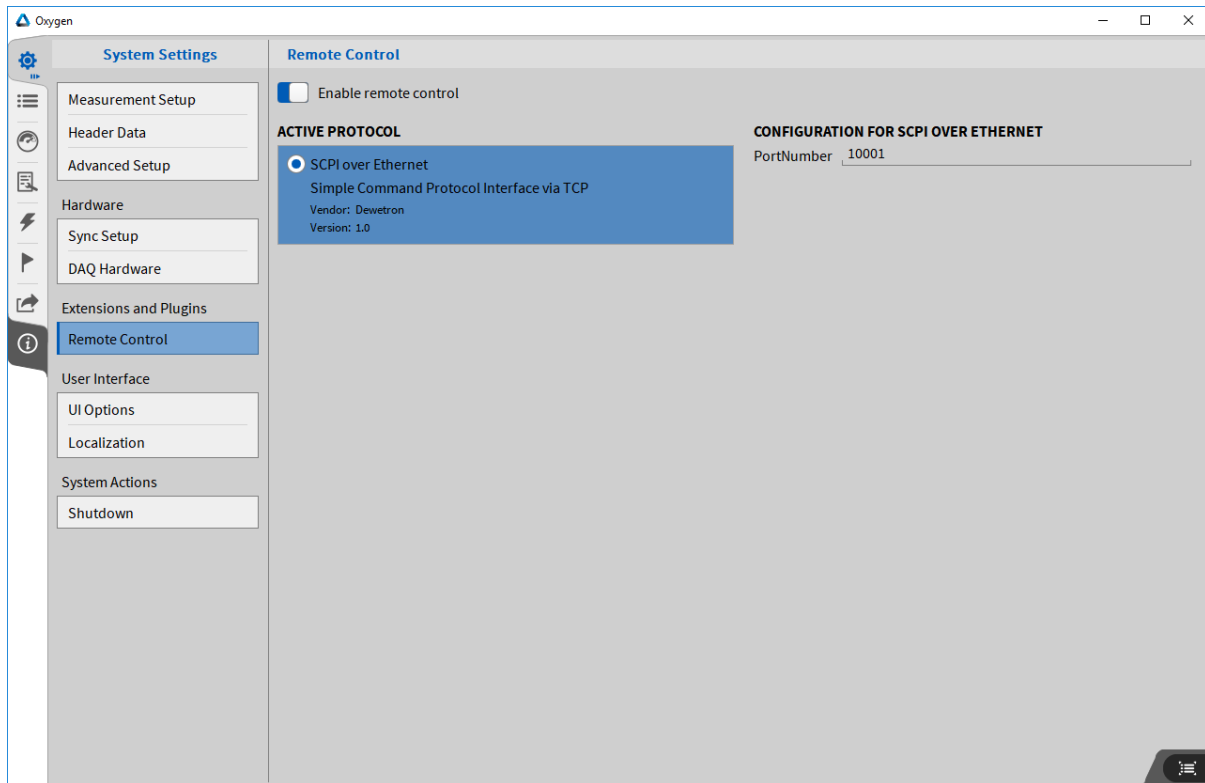 Oxygen
System Settings
Measurement Setup
Header Data
Advanced Setup
Hardware
Sync Setup
DAQ Hardware
Extensions and Plugins
Remote Control
User Interface
UI Options
Localization
System Actions
Shutdown
Remote Control
Enable remote control
ACTIVE PROTOCOL
SCPI over Ethernet
Simple Command Protocol Interface via TCP
Vendor: Dewetron
Version: 1.0
CONFIGURATION FOR SCPI OVER ETHERNET
PortNumber 10001